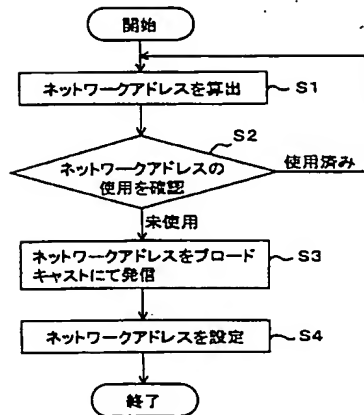 開始
ネットワークアドレスを算出
S1
S2
ネットワークアドレスの
使用を確認
使用済み
未使用
ネットワークアドレスをブロード
キャストにて発信
S3
ネットワークアドレスを設定
S4
終了